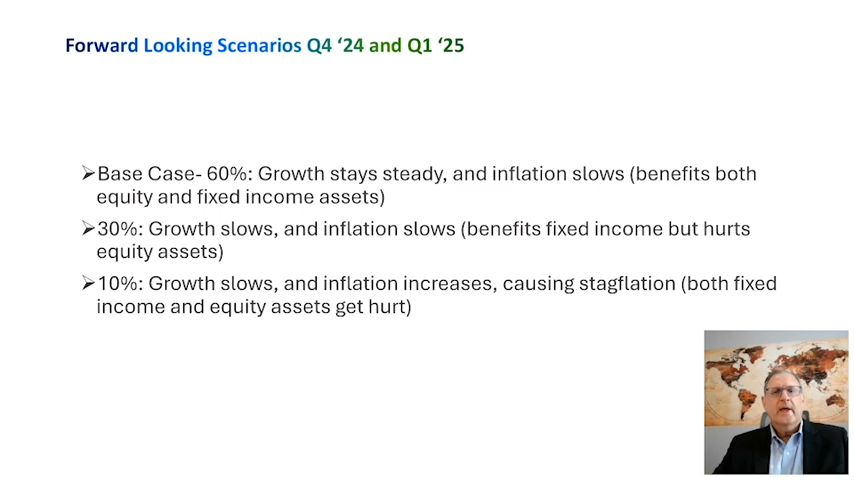 Forward Looking Scenarios Q4 ‘24 and Q1 ‘25
➢Base Case- 60%: Growth stays steady, and inflation slows (benefits both
equity and fixed income assets)
➢30%: Growth slows, and inflation slows (benefits fixed income but hurts
equity assets)
➢10%: Growth slows, and inflation increases, causing stagflation (both fixed
income and equity assets get hurt)